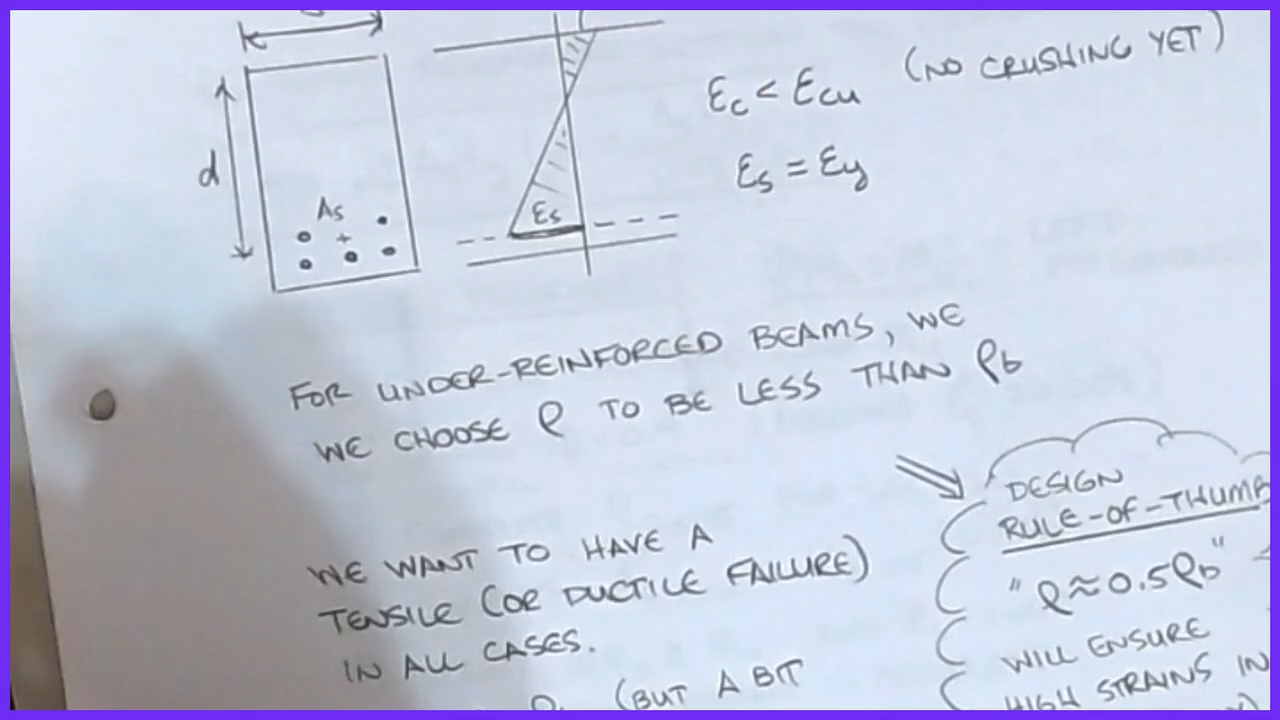 d
As
εs
εc < εcu (NO CRUSHING YET)
εs = εy
FOR UNDER-REINFORCED BEAMS, WE
WE CHOOSE ρ TO BE LESS THAN ρb
WE WANT TO HAVE A
TENSILE (OR DUCTILE FAILURE)
IN ALL CASES.
(BUT A BIT
DESIGN
RULE-OF-THUMB
"ρ≈0.5ρb"
WILL ENSURE
HIGH STRAINS IN